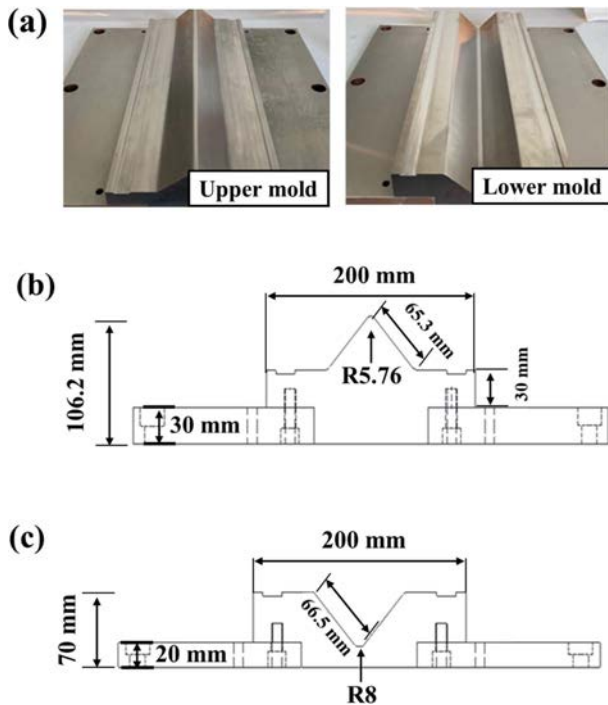 (a)
Upper mold
Lower mold
(b)
200 mm
65.3 mm
106.2 mm
R5.76
30 mm
30 mm
(c)
200 mm
66.5 mm
70 mm
20 mm
R8